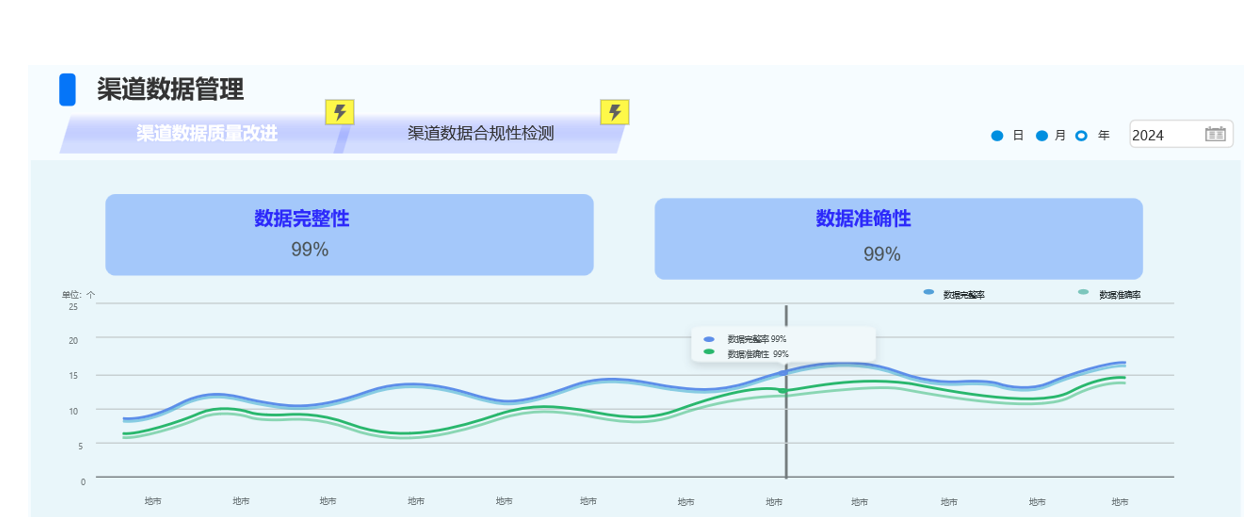 渠道数据管理
渠道数据质量改进 渠道数据合规性检测
日 月 年 2024
数据完整性 数据准确性
99% 99%
单位：个 数据完整率 数据准确率
25
20
数据完整率 99%
数据准确性 99%
15
10
5
0
地市 地市 地市 地市 地市 地市 地市 地市 地市 地市 地市 地市